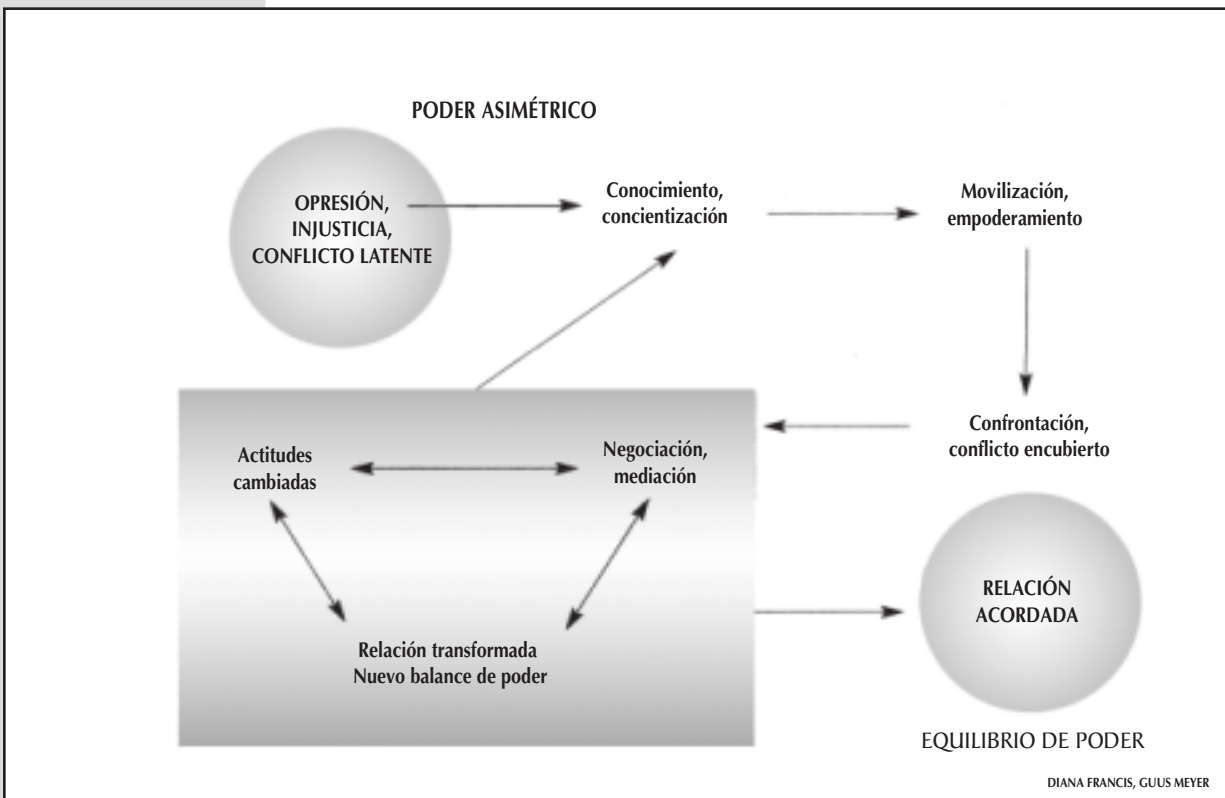 PODER ASIMÉTRICO
OPRESIÓN,
INJUSTICIA,
CONFLICTO LATENTE
Conocimiento,
concientización
Movilización,
empoderamiento
Confrontación,
conflicto encubierto
Actitudes
cambiadas
Negociación,
mediación
Relación transformada
Nuevo balance de poder
RELACIÓN
ACORDADA
EQUILIBRIO DE PODER
DIANA FRANCIS, GUUS MEYER